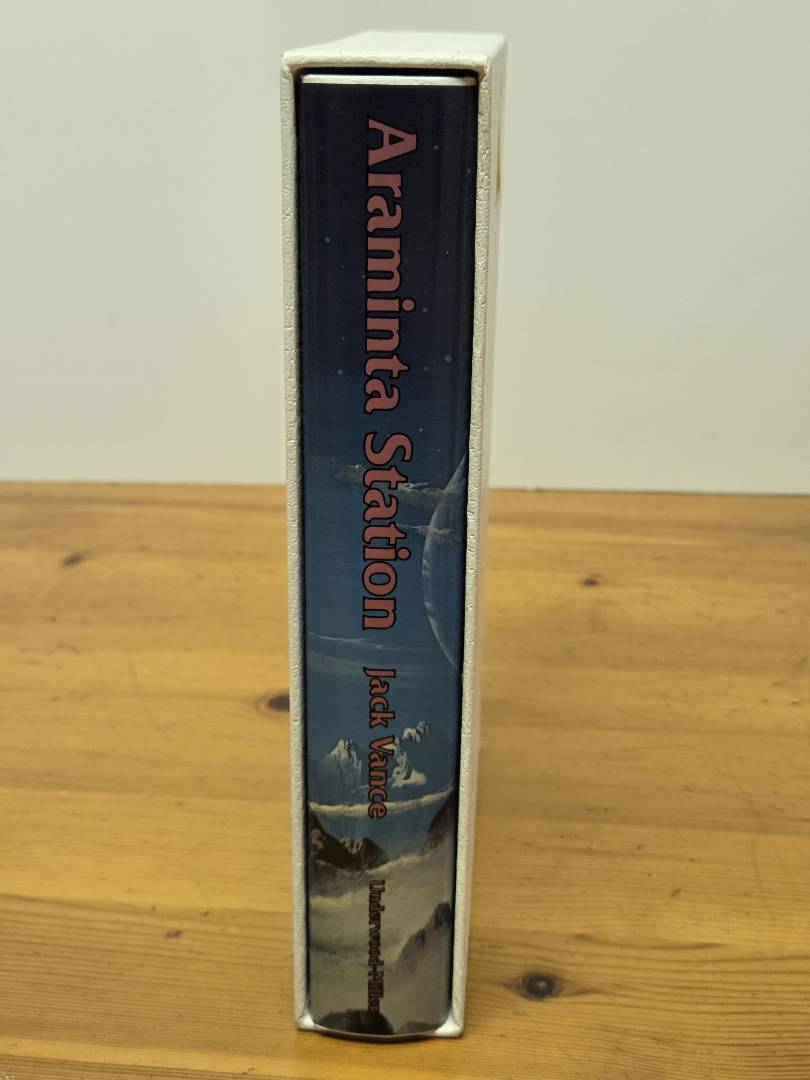 Araminta Station
Jack Vance
Underwood-Miller